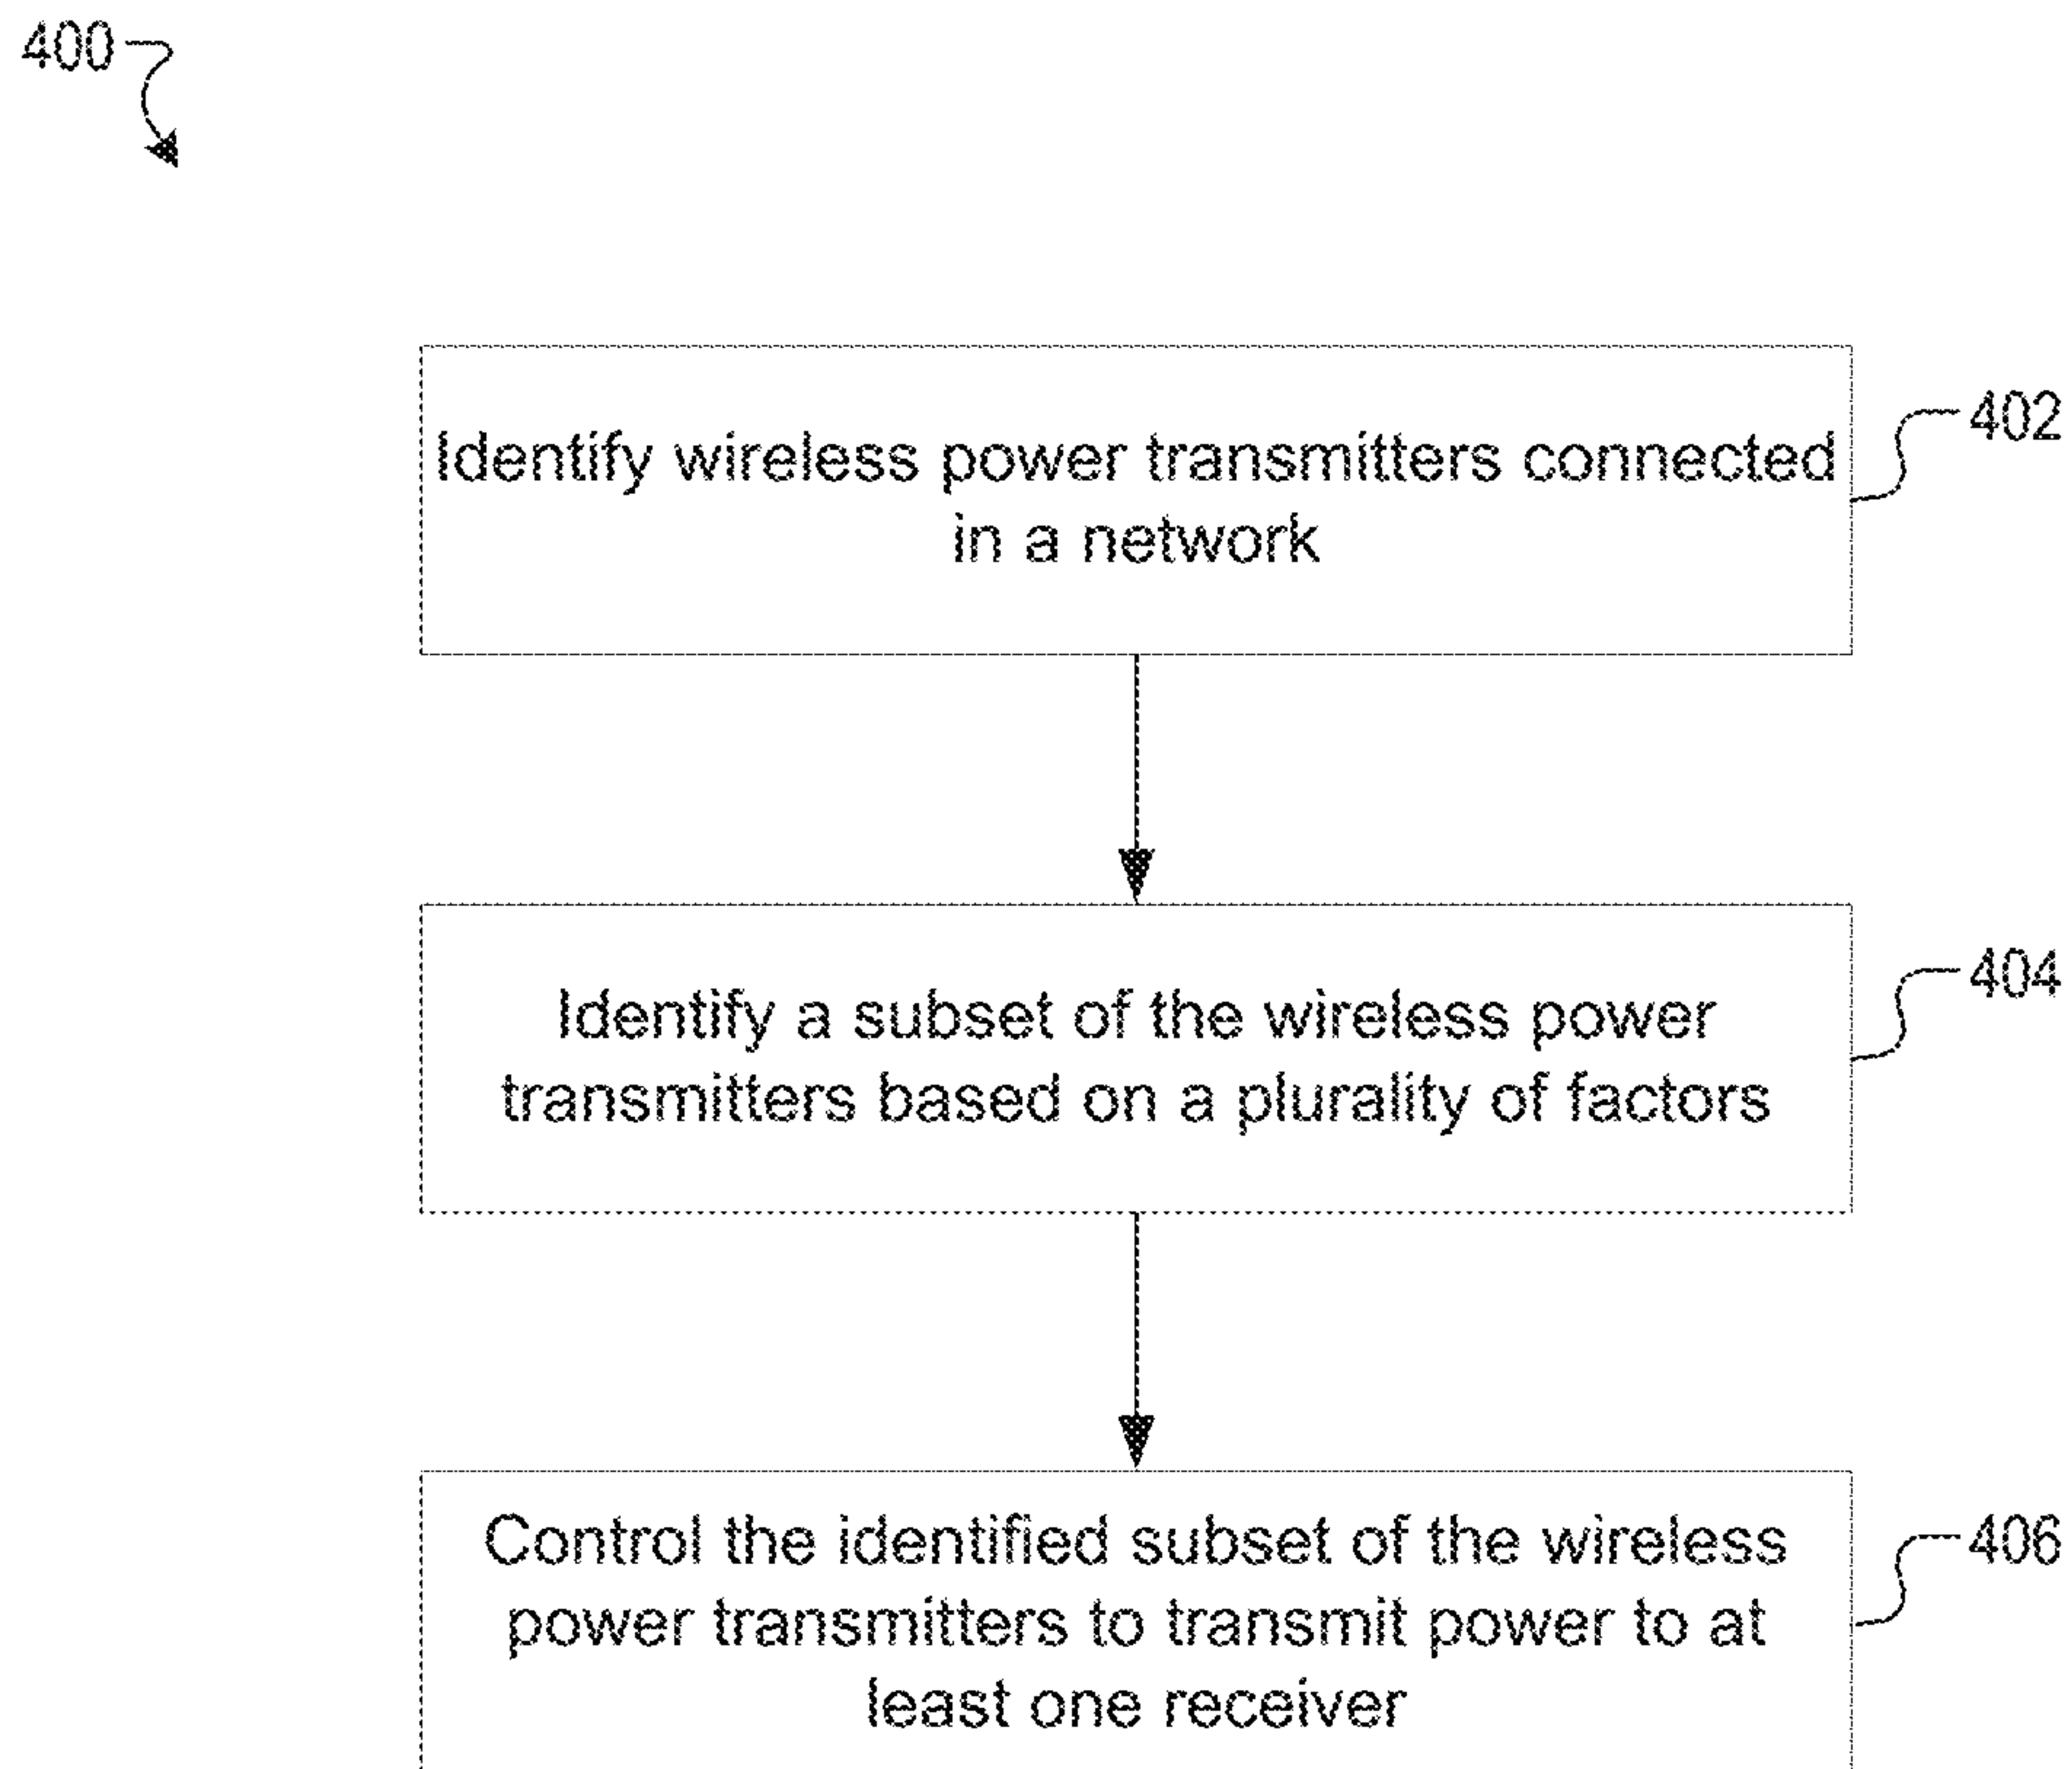 400
Identify wireless power transmitters connected
in a network
402
Identify a subset of the wireless power
transmitters based on a plurality of factors
404
Control the identified subset of the wireless
power transmitters to transmit power to at
least one receiver
406